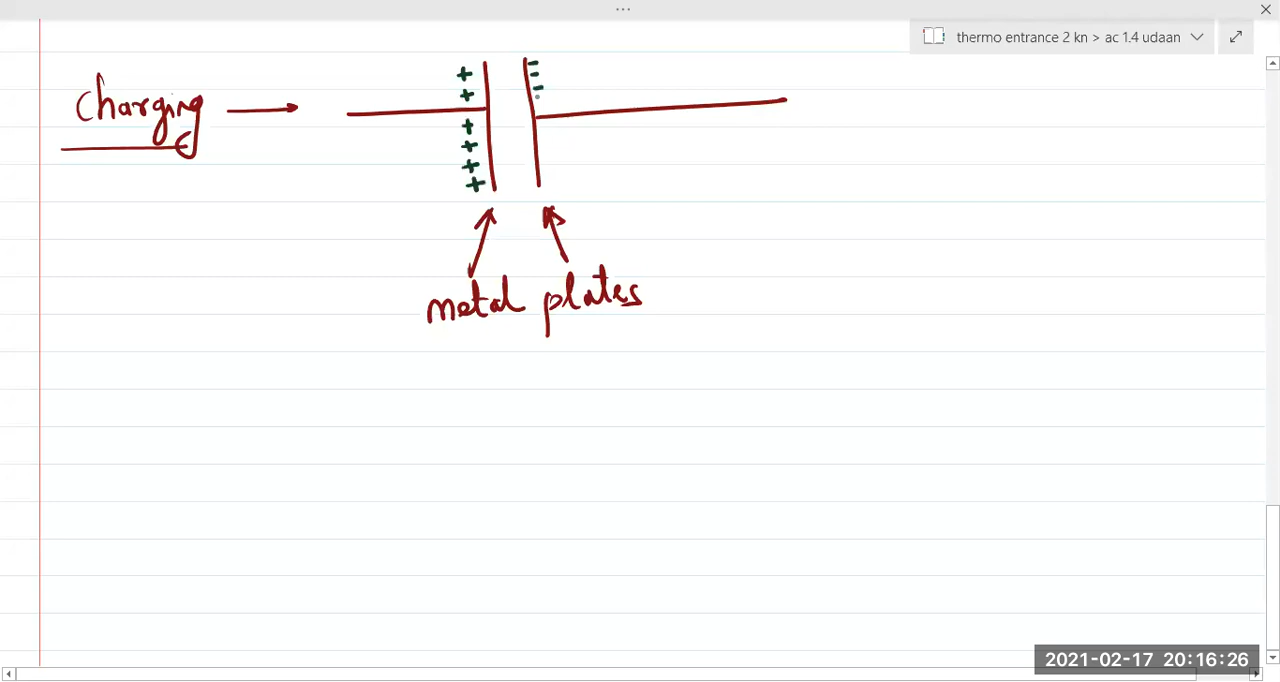 ...
thermo entrance 2 kn > ac 1.4 udaan
Charging
+ + + + + +
- - -
metal plates
2021-02-17 20:16:26